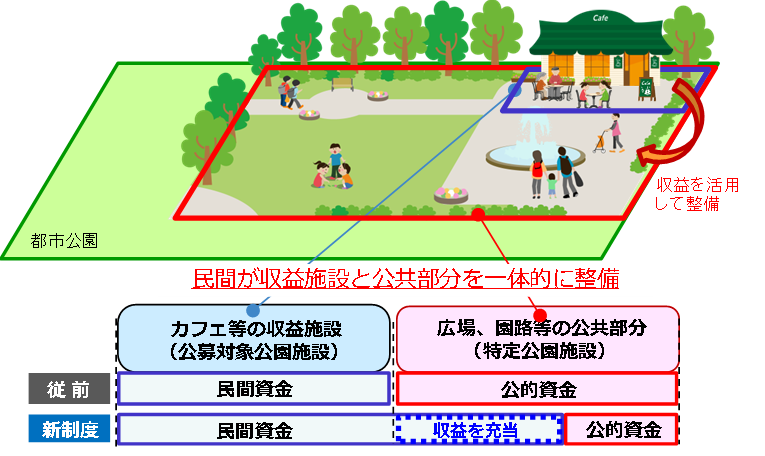 Cafe
Cafe
収益を活用
して整備
都市公園
民間が収益施設と公共部分を一体的に整備
カフェ等の収益施設
（公募対象公園施設）
広場、園路等の公共部分
（特定公園施設）
従前
民間資金
公的資金
新制度
民間資金
収益を充当
公的資金